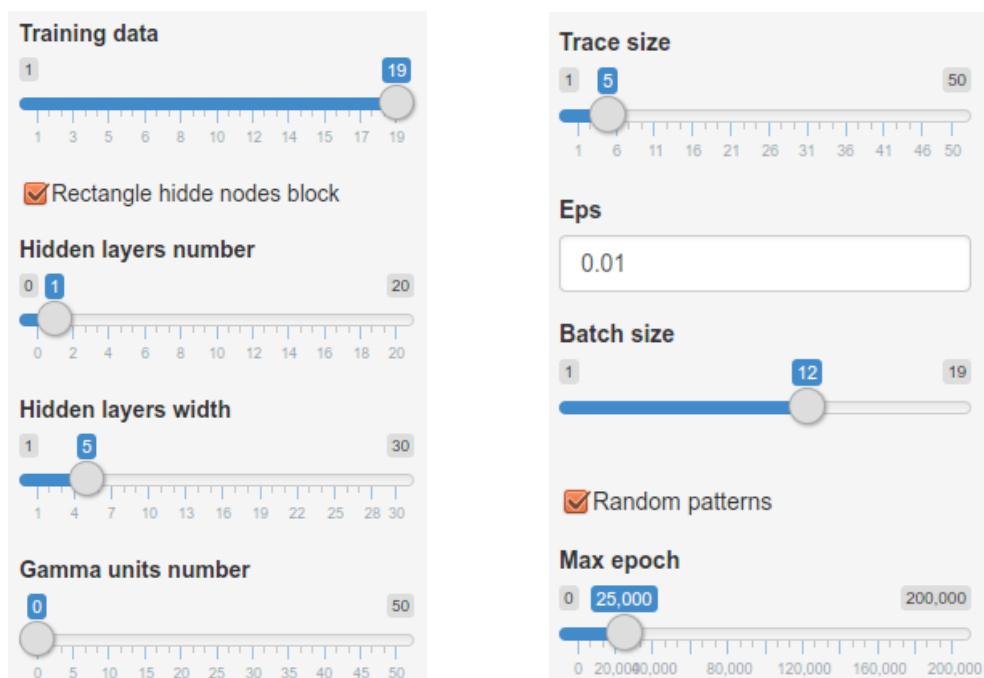 Training data
1 19
1 3 5 6 8 10 12 14 15 17 19
Rectangle hidde nodes block
Hidden layers number
0 1 20
0 2 4 6 8 10 12 14 16 18 20
Hidden layers width
1 5 30
1 4 7 10 13 16 19 22 25 28 30
Gamma units number
0 50
0 5 10 15 20 25 30 35 40 45 50
Trace size
1 5 50
1 6 11 16 21 26 31 36 41 46 50
Eps
0.01
Batch size
1 12 19
Random patterns
Max epoch
0 25,000 200,000
0 20,000 40,000 80,000 120,000 160,000 200,000